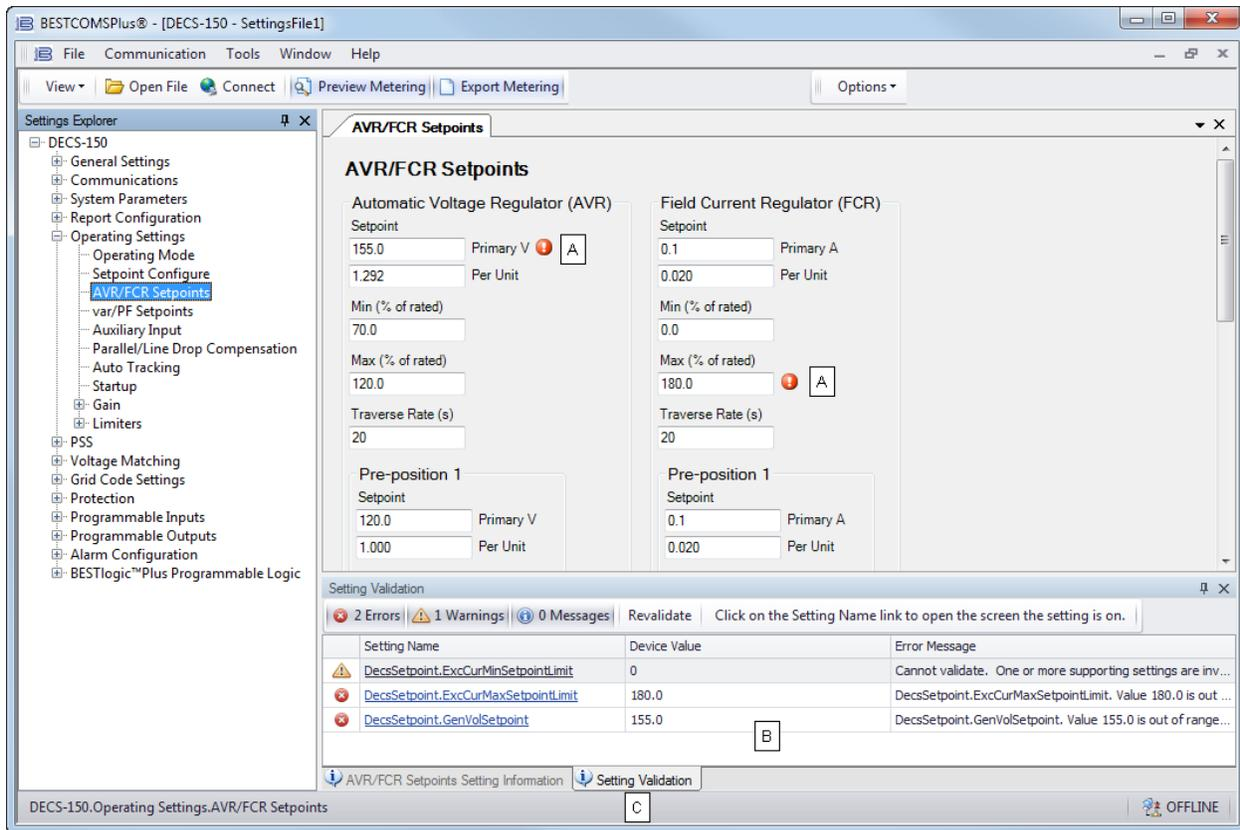 BESTCOMSPlus® - [DECS-150 - SettingsFile1]
File Communication Tools Window Help
View Open File Connect Preview Metering Export Metering Options
Settings Explorer
DECS-150
General Settings
Communications
System Parameters
Report Configuration
Operating Settings
Operating Mode
Setpoint Configure
AVR/FCR Setpoints
var/PF Setpoints
Auxiliary Input
Parallel/Line Drop Compensation
Auto Tracking
Startup
Gain
Limiters
PSS
Voltage Matching
Grid Code Settings
Protection
Programmable Inputs
Programmable Outputs
Alarm Configuration
BESTlogic™Plus Programmable Logic
AVR/FCR Setpoints
AVR/FCR Setpoints
Automatic Voltage Regulator (AVR)
Setpoint
155.0 Primary V A
1.292 Per Unit
Min (% of rated)
70.0
Max (% of rated)
120.0
Traverse Rate (s)
20
Pre-position 1
Setpoint
120.0 Primary V
1.000 Per Unit
Field Current Regulator (FCR)
Setpoint
0.1 Primary A
0.020 Per Unit
Min (% of rated)
0.0
Max (% of rated)
180.0 A
Traverse Rate (s)
20
Pre-position 1
Setpoint
0.1 Primary A
0.020 Per Unit
Setting Validation
2 Errors 1 Warnings 0 Messages Revalidate Click on the Setting Name link to open the screen the setting is on.
Setting Name Device Value Error Message
DecsSetpoint.ExcCurMinSetpointLimit 0 Cannot validate. One or more supporting settings are inv...
DecsSetpoint.ExcCurMaxSetpointLimit 180.0 DecsSetpoint.ExcCurMaxSetpointLimit. Value 180.0 is out ...
DecsSetpoint.GenVolSetpoint 155.0 DecsSetpoint.GenVolSetpoint. Value 155.0 is out of range...
B
AVR/FCR Setpoints Setting Information Setting Validation
DECS-150.Operating Settings.AVR/FCR Setpoints C OFFLINE